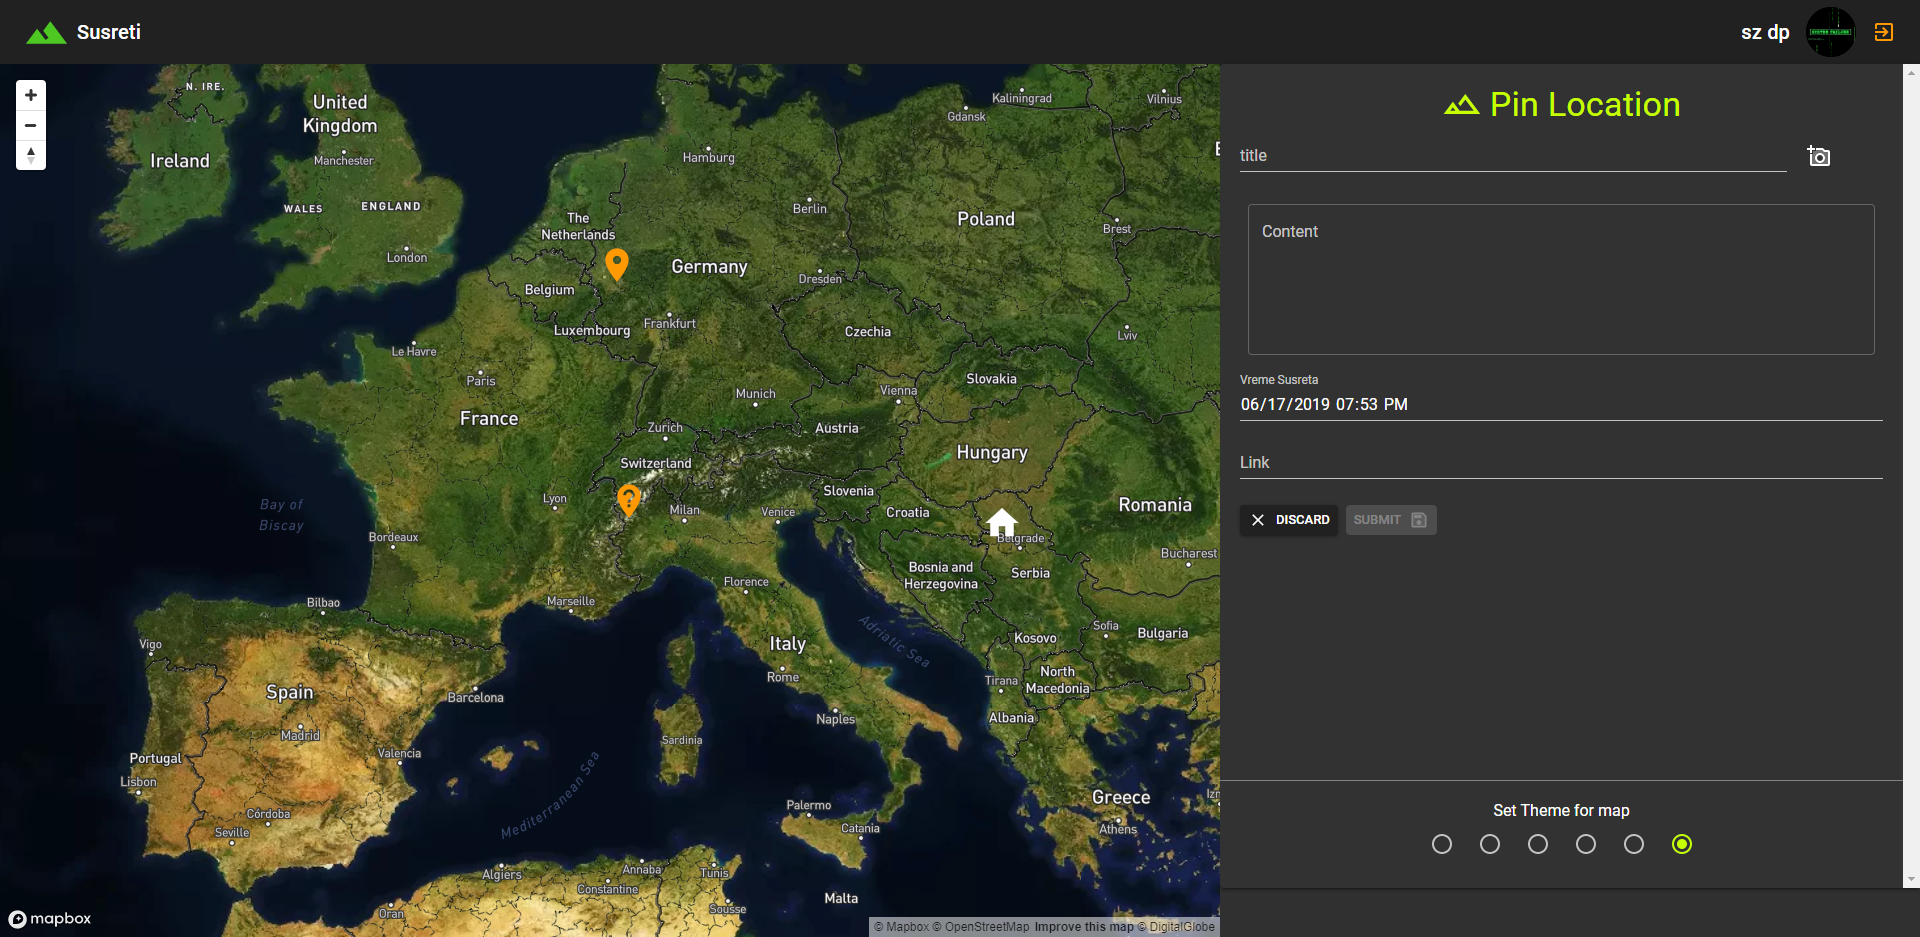 Susreti
sz dp
SYSTEM FAILURE
N. IRE.
United
Kingdom
Ireland
Manchester
WALES
ENGLAND
London
The
Netherlands
Hamburg
Berlin
Kaliningrad
Gdańsk
Vilnius
Poland
Brest
Germany
Belgium
Dresden
Luxembourg
Frankfurt
Czechia
Lviv
Le Havre
Paris
France
Munich
Vienna
Slovakia
Zurich
Austria
Switzerland
Hungary
Lyon
Milan
Venice
Slovenia
Croatia
Romania
Bay of
Biscay
Bordeaux
Belgrade
Bucharest
Bosnia and
Herzegovina
Serbia
Florence
Marseille
Bilbao
Vigo
Italy
Adriatic Sea
Kosovo
Sofia
Bulgaria
Rome
Tirana
North
Macedonia
Spain
Barcelona
Naples
Albania
Madrid
Sardinia
Portugal
Valencia
Lisbon
Mediterranean Sea
Greece
Izn
Córdoba
Seville
Palermo
Catania
Athens
Algiers
Annaba
Tunis
Constantine
Malta
Oran
Sousse
mapbox
© Mapbox © OpenStreetMap Improve this map © DigitalGlobe
Pin Location
title
Content
Vreme Susreta
06/17/2019 07:53 PM
Link
DISCARD
SUBMIT
Set Theme for map